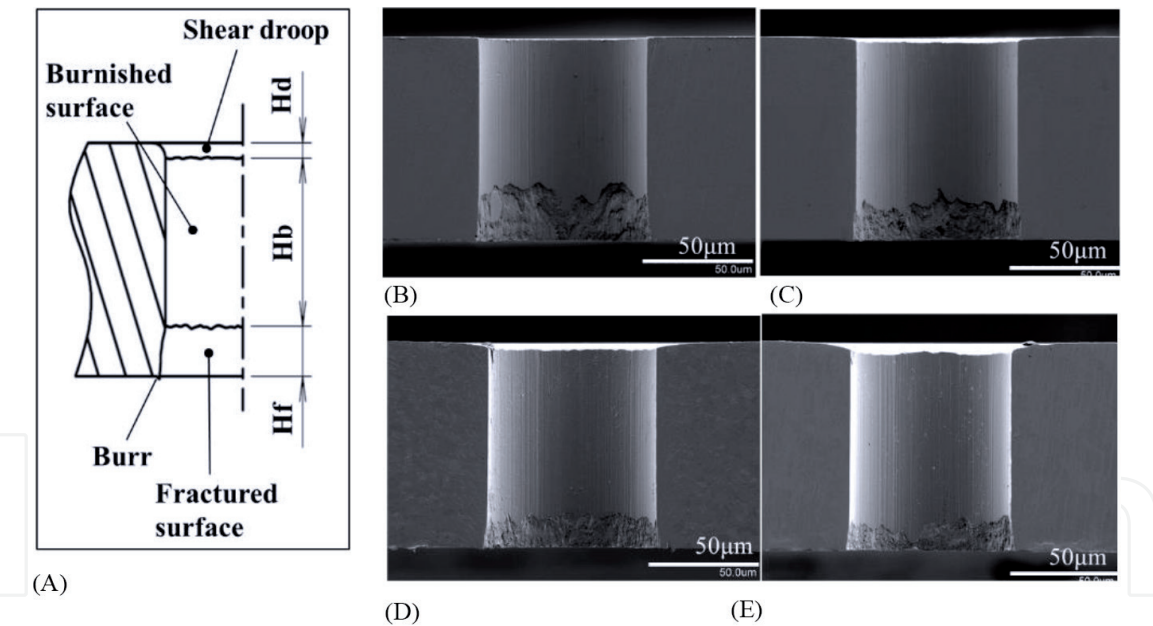 Shear droop
Burnished
surface
Hd
Hb
Hf
Burr
Fractured
surface
(A)
50μm
50.0um
(B)
50μm
(C)
50μm
50.0um
(D)
50μm
(E)